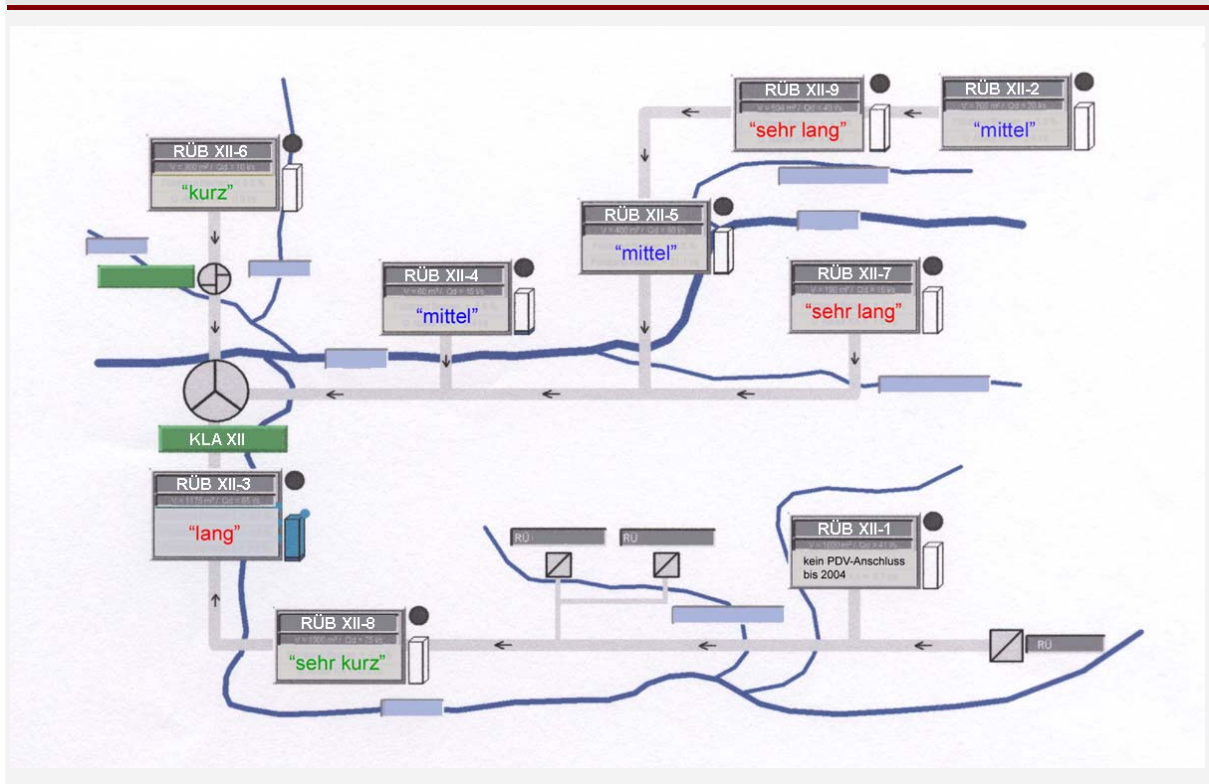 RÜB XII-9
“sehr lang”
RÜB XII-2
“mittel”
RÜB XII-6
“kurz”
RÜB XII-5
“mittel”
RÜB XII-4
“mittel”
RÜB XII-7
“sehr lang”
KLA XII
RÜB XII-3
“lang”
RÜB XII-1
kein PDV-Anschluss
bis 2004
RÜ
RÜ
RÜB XII-8
“sehr kurz”
RÜ